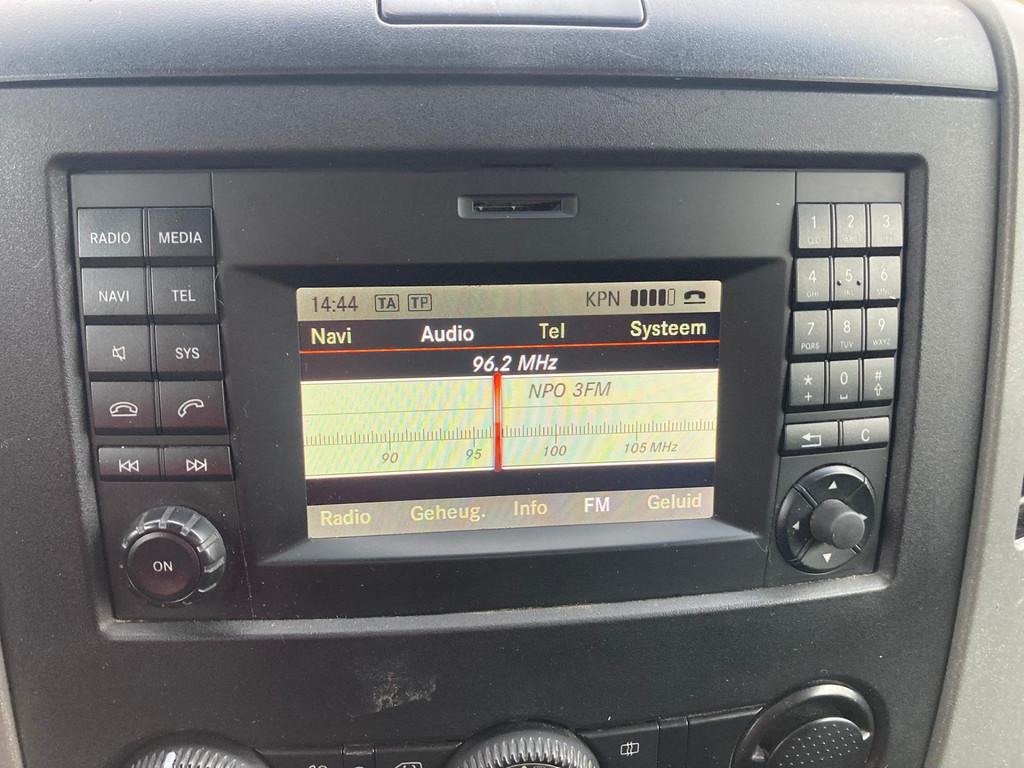 RADIO MEDIA
NAVI TEL
SYS
ON
14:44 TA TP KPN
Navi Audio Tel Systeem
96.2 MHz
NPO 3FM
90 95 100 105 MHz
Radio Geheug. Info FM Geluid
1 2 3
4 5 6
GHI
7 8 9
PQRS TUV WXYZ
* 0 #
+
C